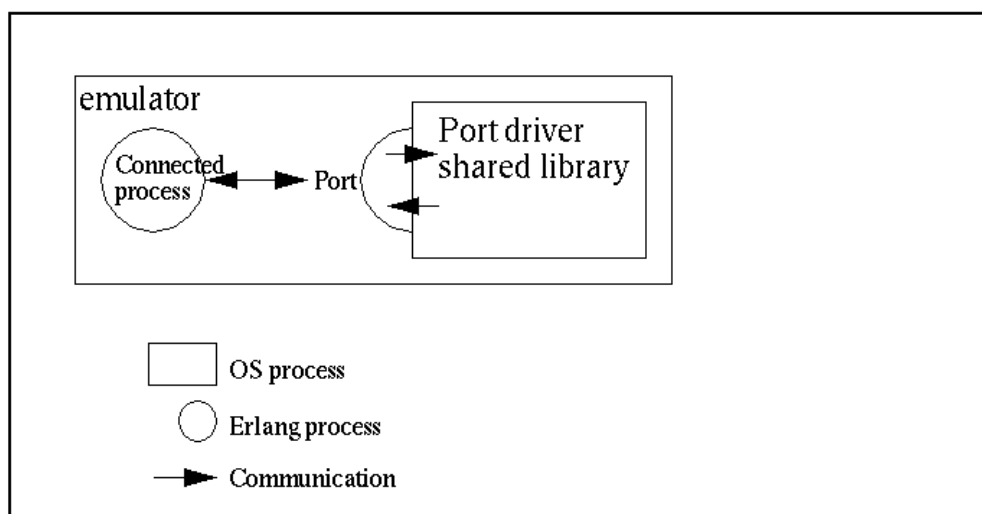 emulator
Connected
process
Port
Port driver
shared library
OS process
Erlang process
Communication